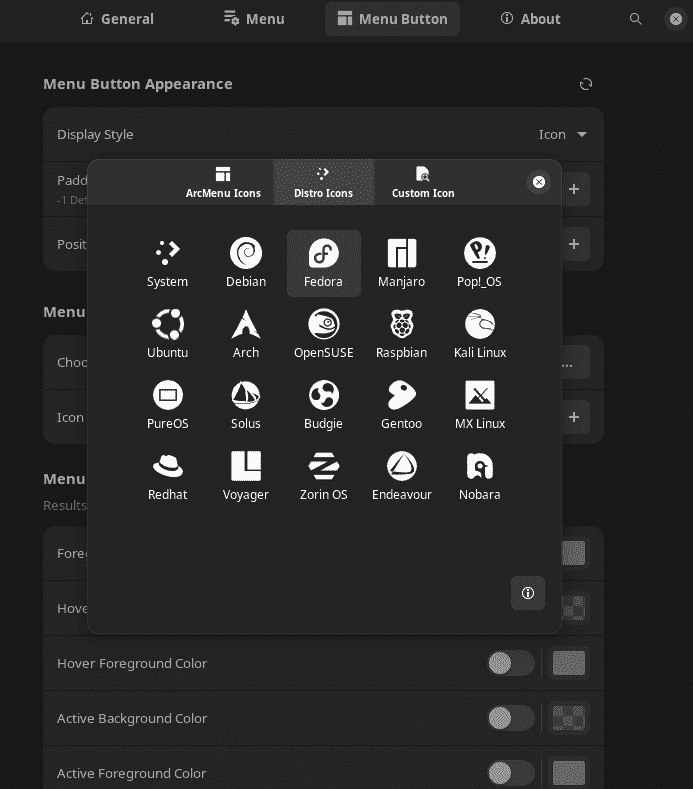 General Menu Menu Button About
Menu Button Appearance
Display Style Icon
ArcMenu Icons Distro Icons Custom Icon
Padd
-1 Def
Posit
System Debian Fedora Manjaro Pop!_OS
Ubuntu Arch OpenSUSE Raspbian Kali Linux
Menu
Choo ...
PureOS Solus Budgie Gentoo MX Linux
Icon
Redhat Voyager Zorin OS Endeavour Nobara
Menu
Results
Foreg
Hove
Hover Foreground Color
Active Background Color
Active Foreground Color